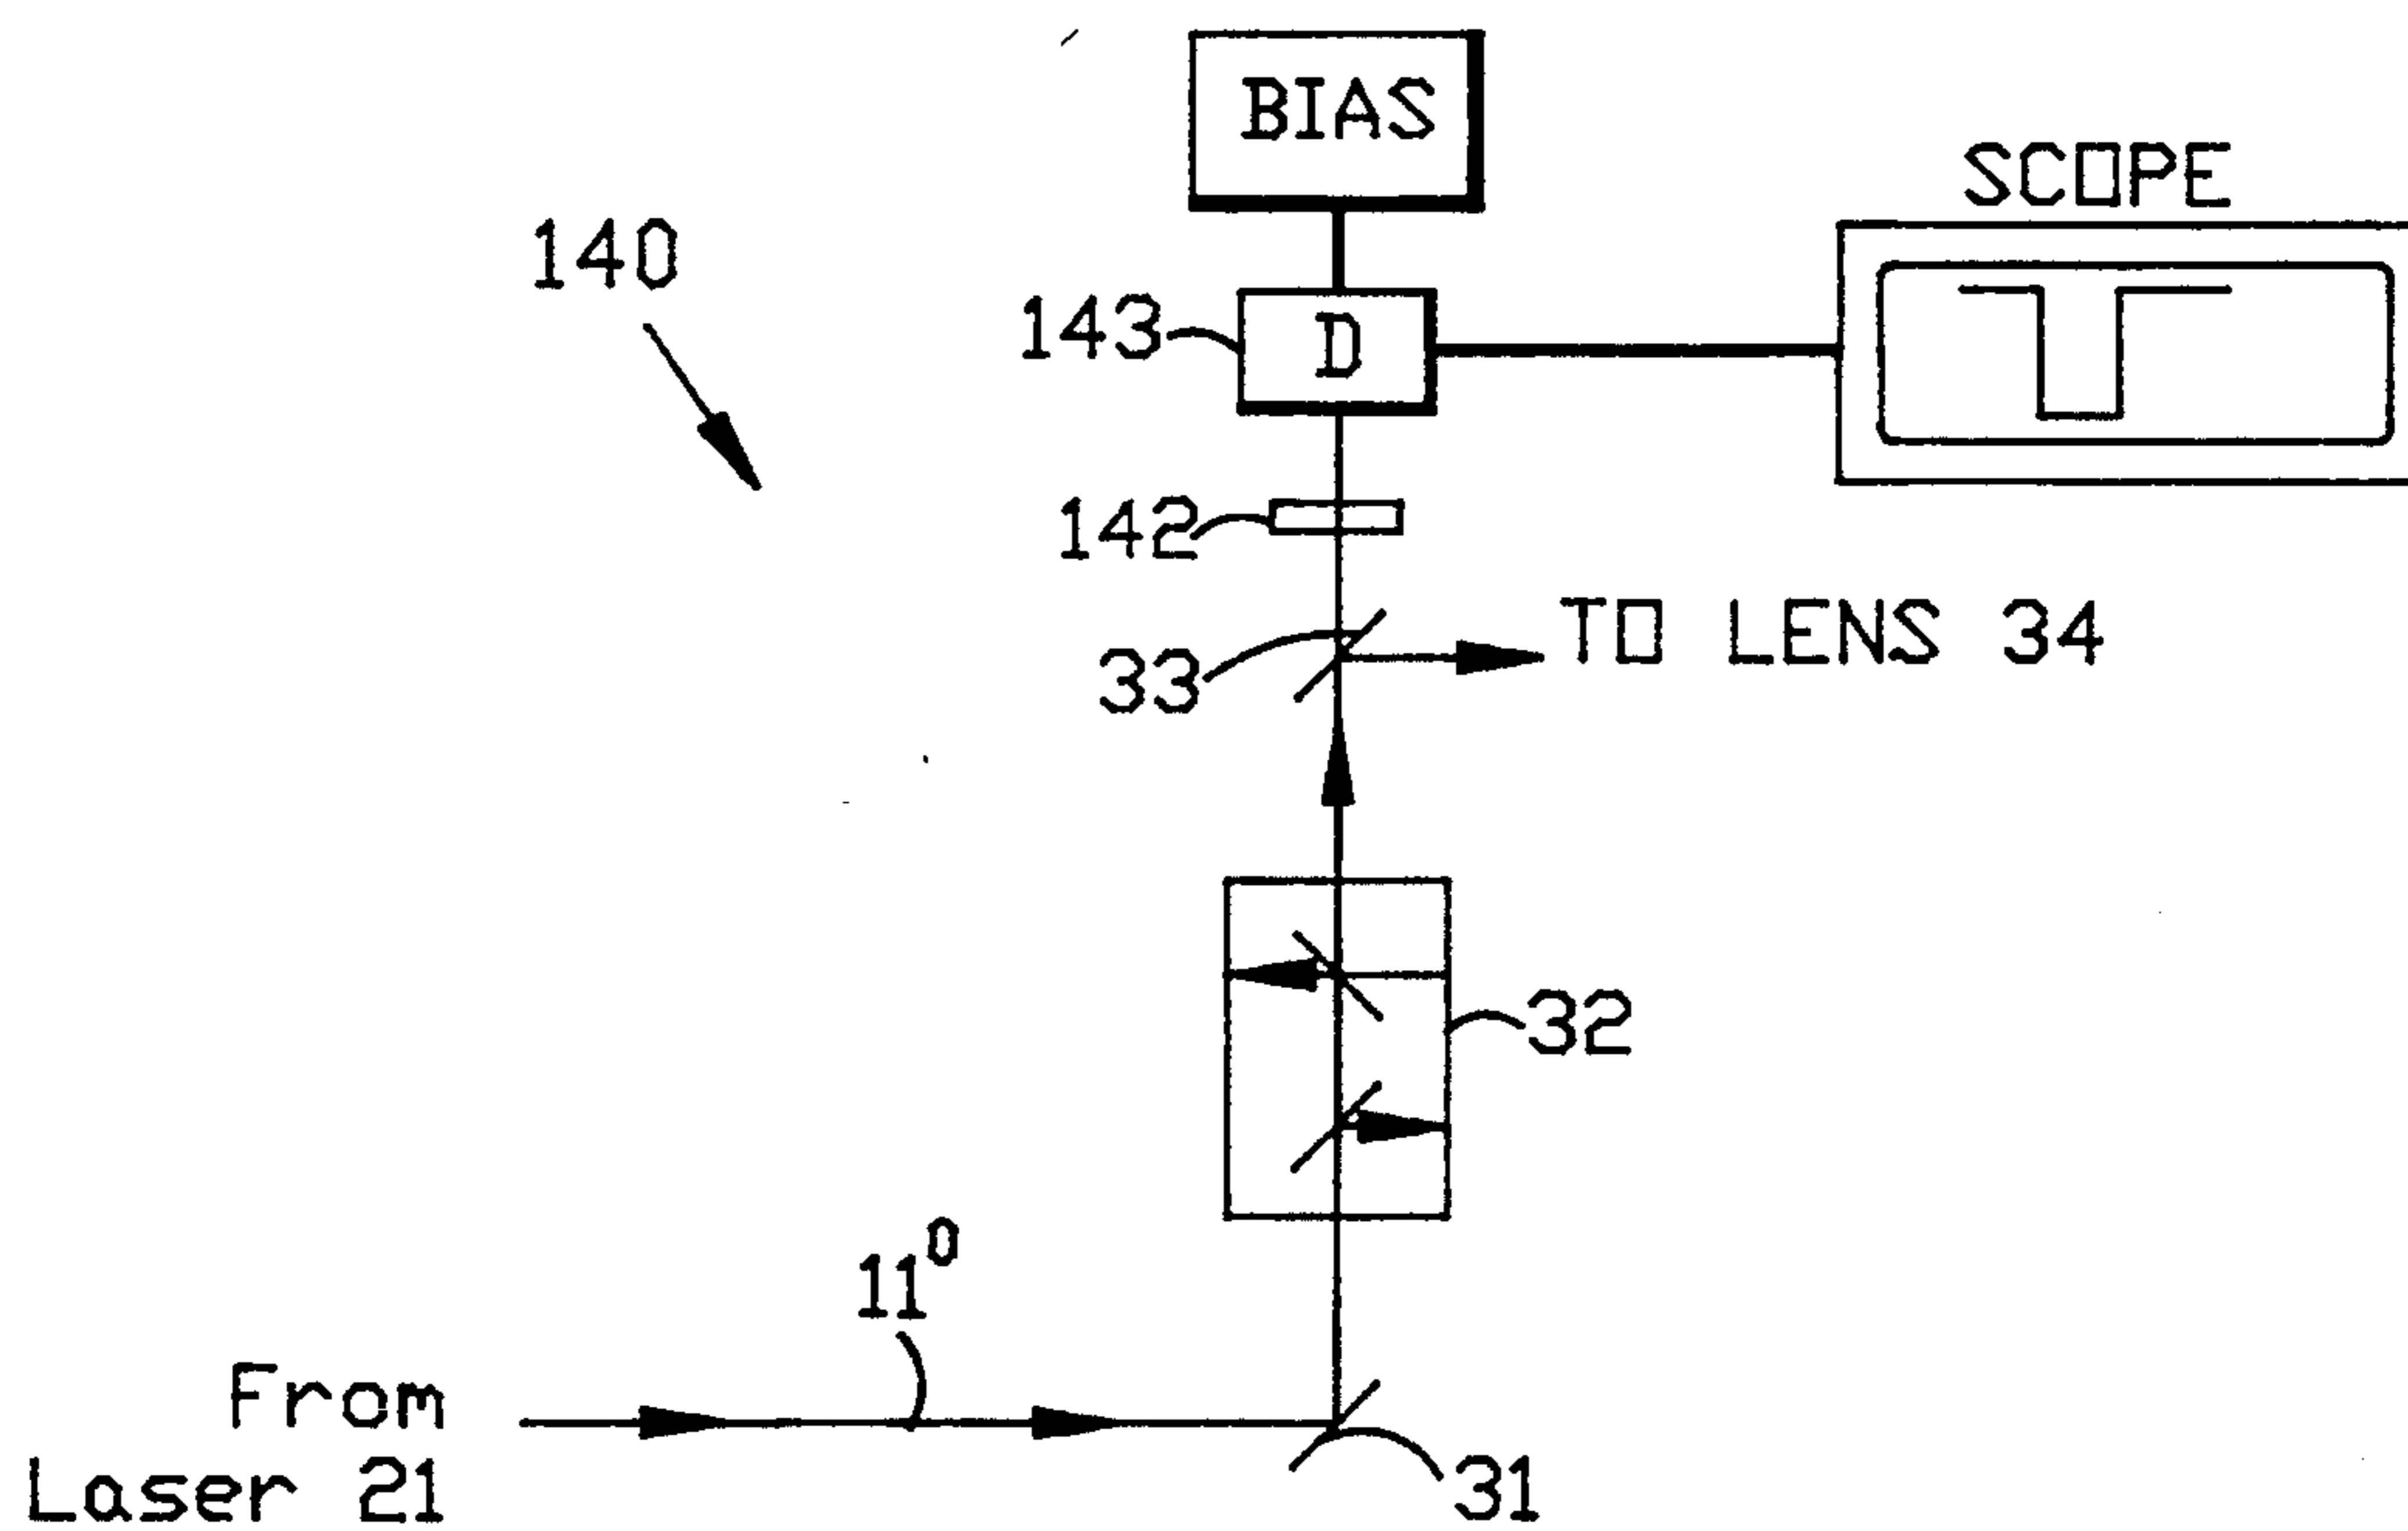 BIAS
SCOPE
140
143
D
142
33
TO LENS 34
32
11⁰
From
Laser 21
31